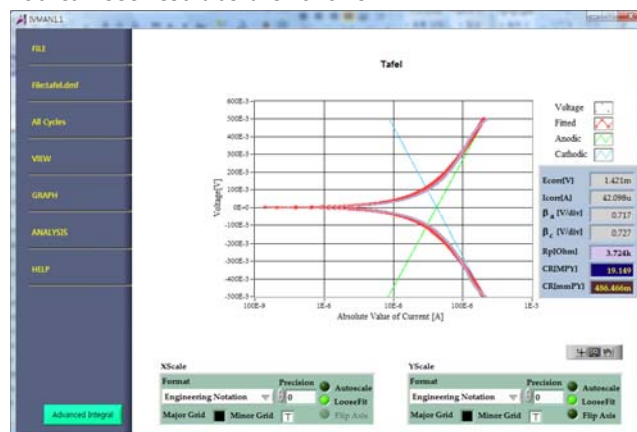 IVMAN1.1
FILE
File:tafel.dmf
All Cycles
VIEW
GRAPH
ANALYSIS
HELP
Advanced Integral
Tafel
600E-3
500E-3
400E-3
300E-3
200E-3
100E-3
0E+0
-100E-3
-200E-3
-300E-3
-400E-3
-500E-3
Voltage[V]
100E-9
1E-6
10E-6
100E-6
1E-3
Absolute Value of Current [A]
Voltage
Fitted
Anodic
Cathodic
Ecorr[V] 1.421m
Icorr[A] 42.098u
βa [V/div] 0.717
βc [V/div] 0.727
Rp[Ohm] 3.724k
CR[MPY] 19.149
CR[mmPY] 486.466m
XScale
Format Precision
Engineering Notation 0
Autoscale
LooseFit
Major Grid Minor Grid T Flip Axis
YScale
Format Precision
Engineering Notation 0
Autoscale
LooseFit
Major Grid Minor Grid T Flip Axis